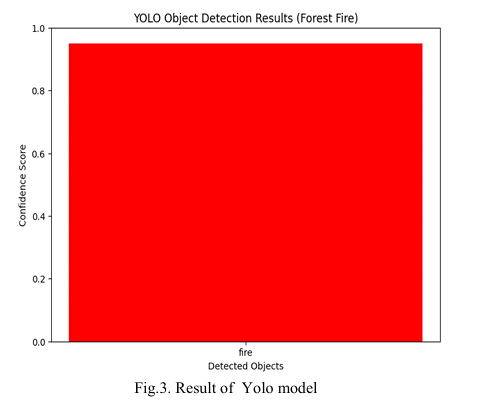 YOLO Object Detection Results (Forest Fire)
1.0
0.8
0.6
0.4
0.2
0.0
Confidence Score
fire
Detected Objects
Fig.3. Result of Yolo model